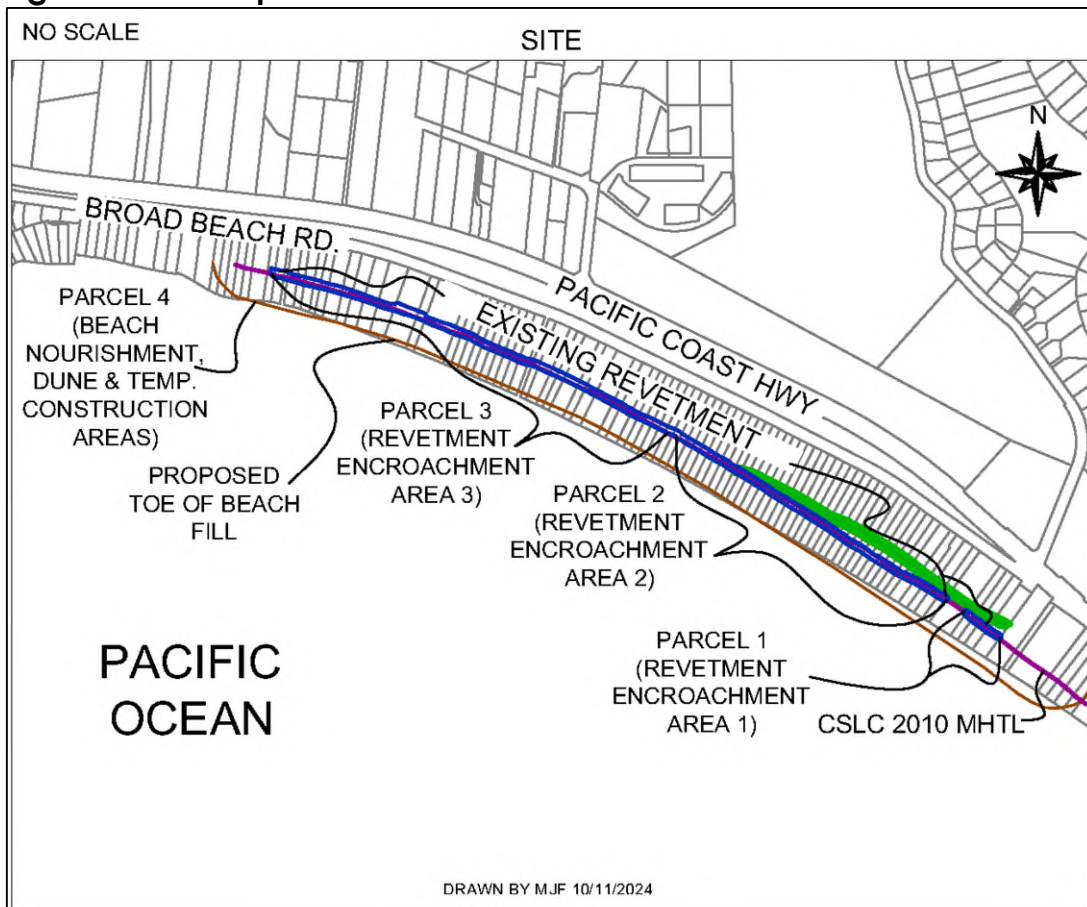 NO SCALE
SITE
N
BROAD BEACH RD.
PACIFIC COAST HWY
EXISTING REVETMENT
PARCEL 4
(BEACH
NOURISHMENT,
DUNE & TEMP.
CONSTRUCTION
AREAS)
PROPOSED
TOE OF BEACH
FILL
PARCEL 3
(REVETMENT
ENCROACHMENT
AREA 3)
PARCEL 2
(REVETMENT
ENCROACHMENT
AREA 2)
PARCEL 1
(REVETMENT
ENCROACHMENT
AREA 1)
CSLC 2010 MHTL
PACIFIC
OCEAN
DRAWN BY MJF 10/11/2024